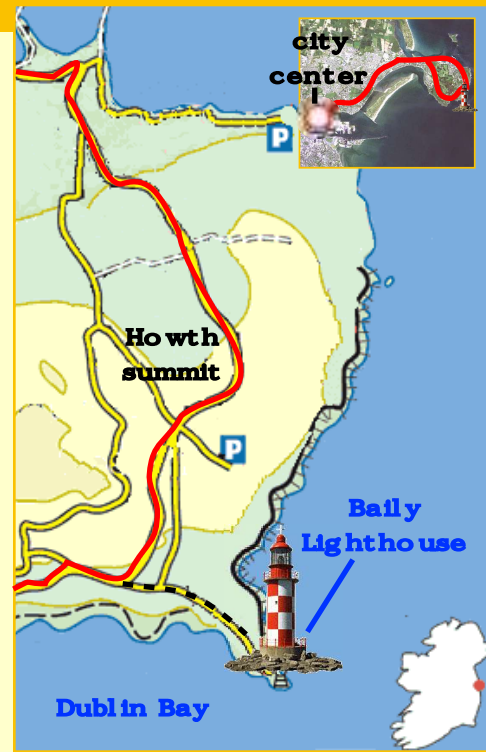 city
center
P
Howth
summit
P
Baily
Lighthouse
Dublin Bay